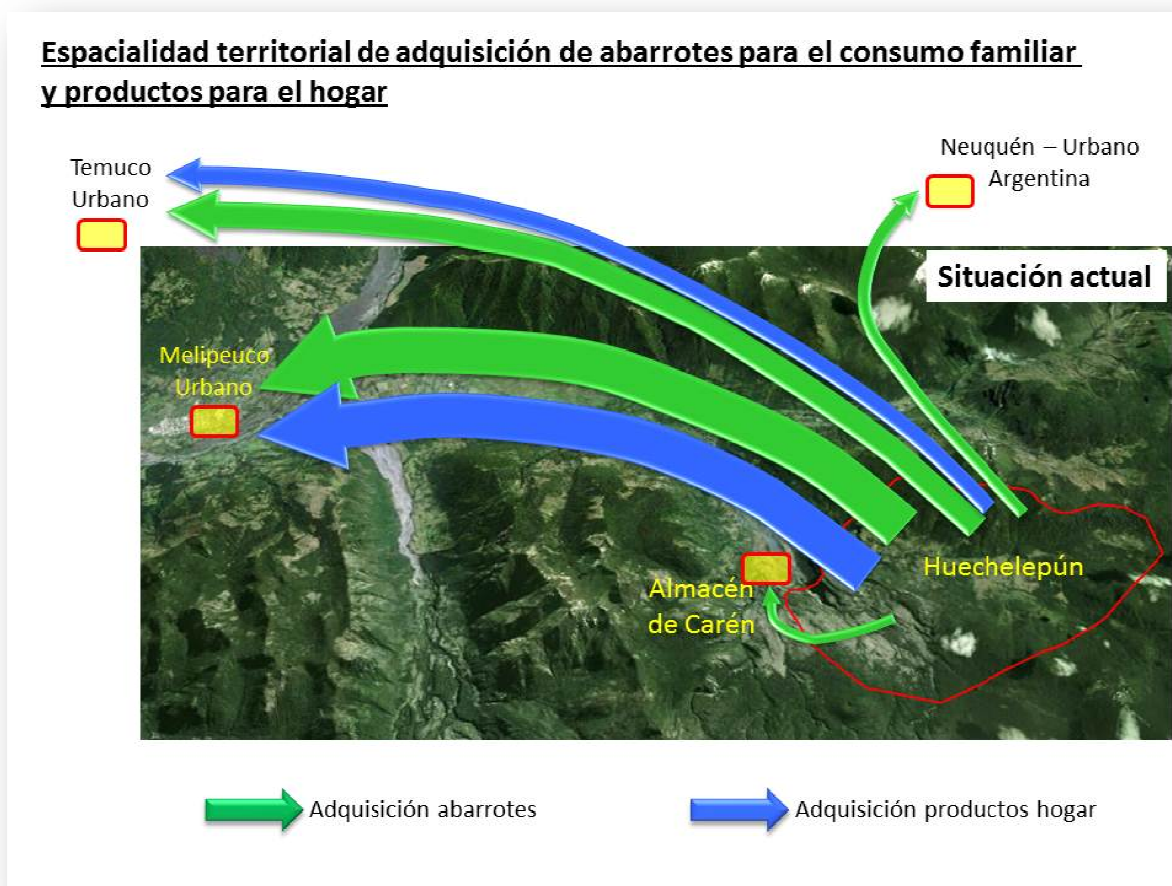 Espacialidad territorial de adquisición de abarrotes para el consumo familiar
y productos para el hogar
Temuco
Urbano
Neuquén – Urbano
Argentina
Situación actual
Melipeuco
Urbano
Huechelepún
Almacén
de Carén
Adquisición abarrotes
Adquisición productos hogar